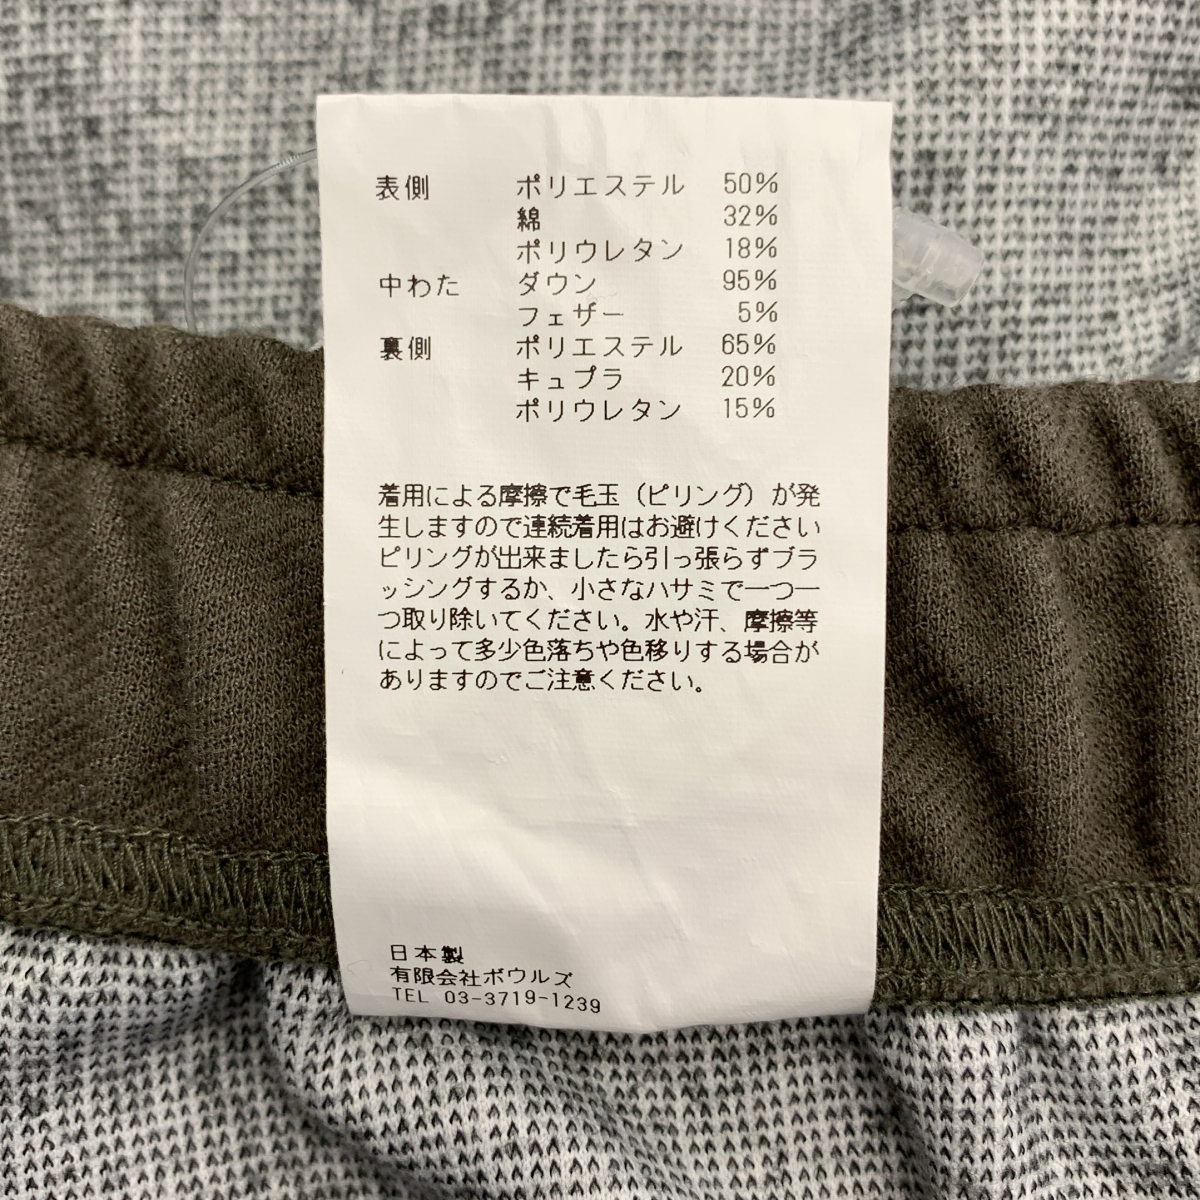 表側 ポリエステル 50%
綿 32%
ポリウレタン 18%
中わた ダウン 95%
フェザー 5%
裏側 ポリエステル 65%
キュプラ 20%
ポリウレタン 15%
着用による摩擦で毛玉（ピリング）が発
生しますので連続着用はお避けください
ピリングが出来ましたら引っ張らずブラ
ッシングするか、小さなハサミで一つ一
つ取り除いてください。水や汗、摩擦等
によって多少色落ちや色移りする場合が
ありますのでご注意ください。
日本製
有限会社ボウルズ
TEL 03-3719-1239